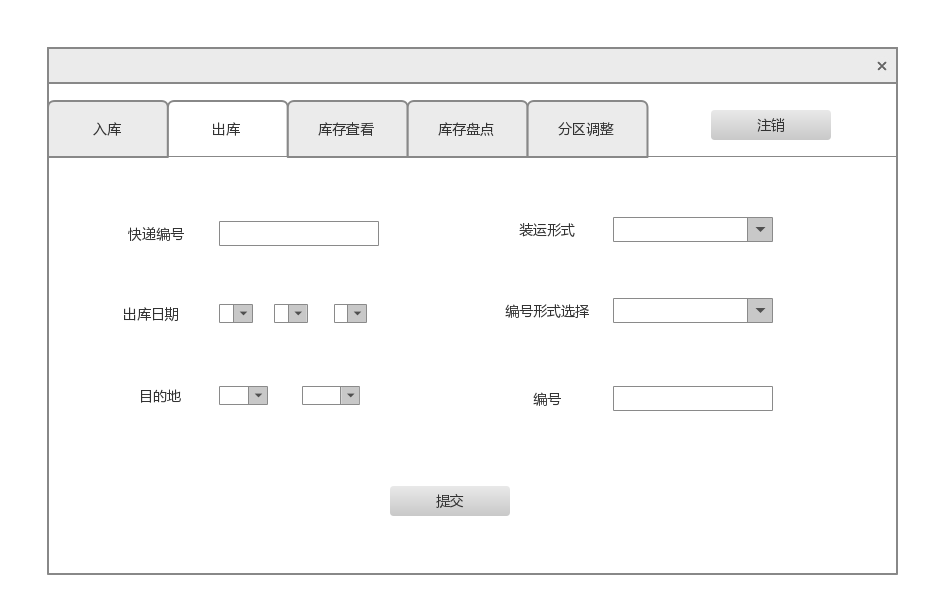 ×
入库
出库
库存查看
库存盘点
分区调整
注销
快递编号
装运形式
出库日期
编号形式选择
目的地
编号
提交